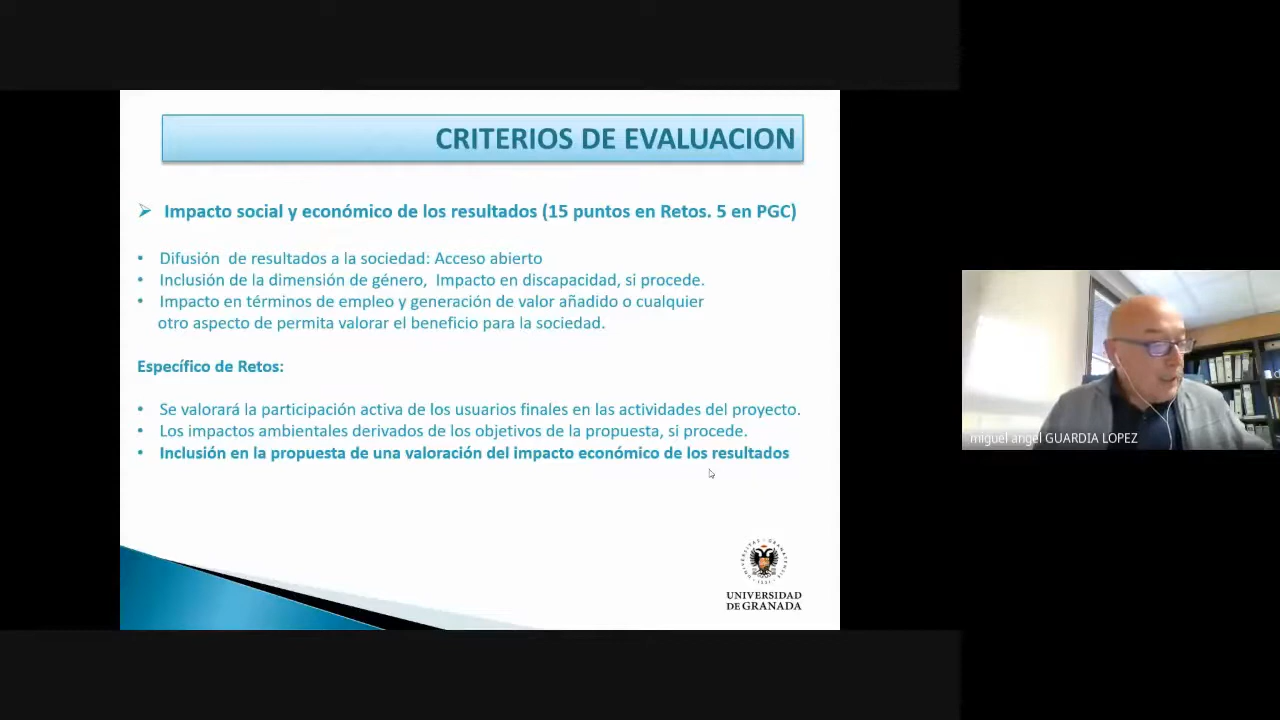 CRITERIOS DE EVALUACION
Impacto social y económico de los resultados (15 puntos en Retos. 5 en PGC)
Difusión de resultados a la sociedad: Acceso abierto
Inclusión de la dimensión de género, Impacto en discapacidad, si procede.
Impacto en términos de empleo y generación de valor añadido o cualquier
otro aspecto de permita valorar el beneficio para la sociedad.
Específico de Retos:
Se valorará la participación activa de los usuarios finales en las actividades del proyecto.
Los impactos ambientales derivados de los objetivos de la propuesta, si procede.
Inclusión en la propuesta de una valoración del impacto económico de los resultados
UNIVERSIDAD
DE GRANADA
miguel angel GUARDIA LOPEZ